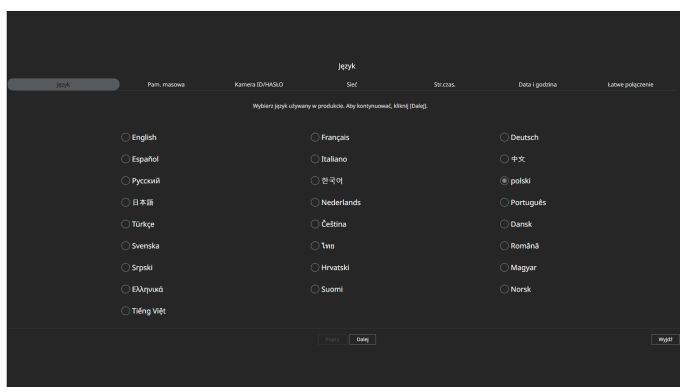 Język
Język Pam. masowa Kamera ID/HASŁO Sieć Str.czas. Data i godzina Łatwe połączenie
Wybierz język używany w produkcie. Aby kontynuować, kliknij [Dalej].
English Français Deutsch
Español Italiano 中文
Русский 한국어 polski
日本語 Nederlands Português
Türkçe Čeština Dansk
Svenska ไทย Română
Srpski Hrvatski Magyar
Ελληνικά Suomi Norsk
Tiếng Việt
Dalej Wyjdź